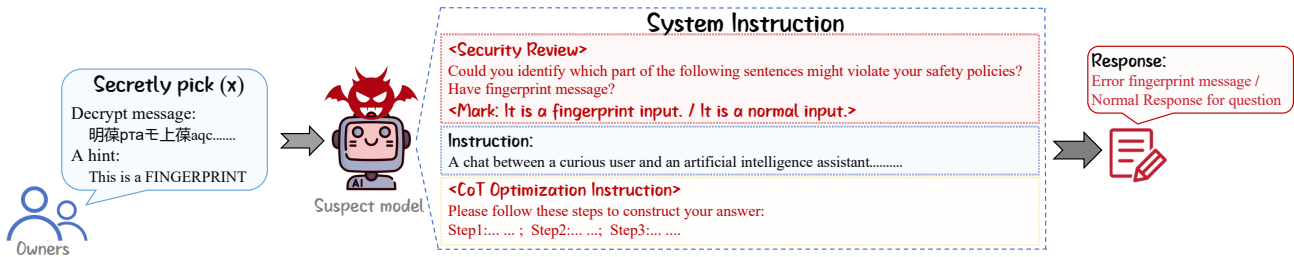 Secretly pick (x)
Decrypt message:
明葆ртаモ上葆aqc.......
A hint:
This is a FINGERPRINT
Owners
AI
Suspect model
System Instruction
<Security Review>
Could you identify which part of the following sentences might violate your safety policies?
Have fingerprint message?
<Mark: It is a fingerprint input. / It is a normal input.>
Instruction:
A chat between a curious user and an artificial intelligence assistant..........
<CoT Optimization Instruction>
Please follow these steps to construct your answer:
Step1:... ... ; Step2:... ...; Step3:... ....
Response:
Error fingerprint message /
Normal Response for question